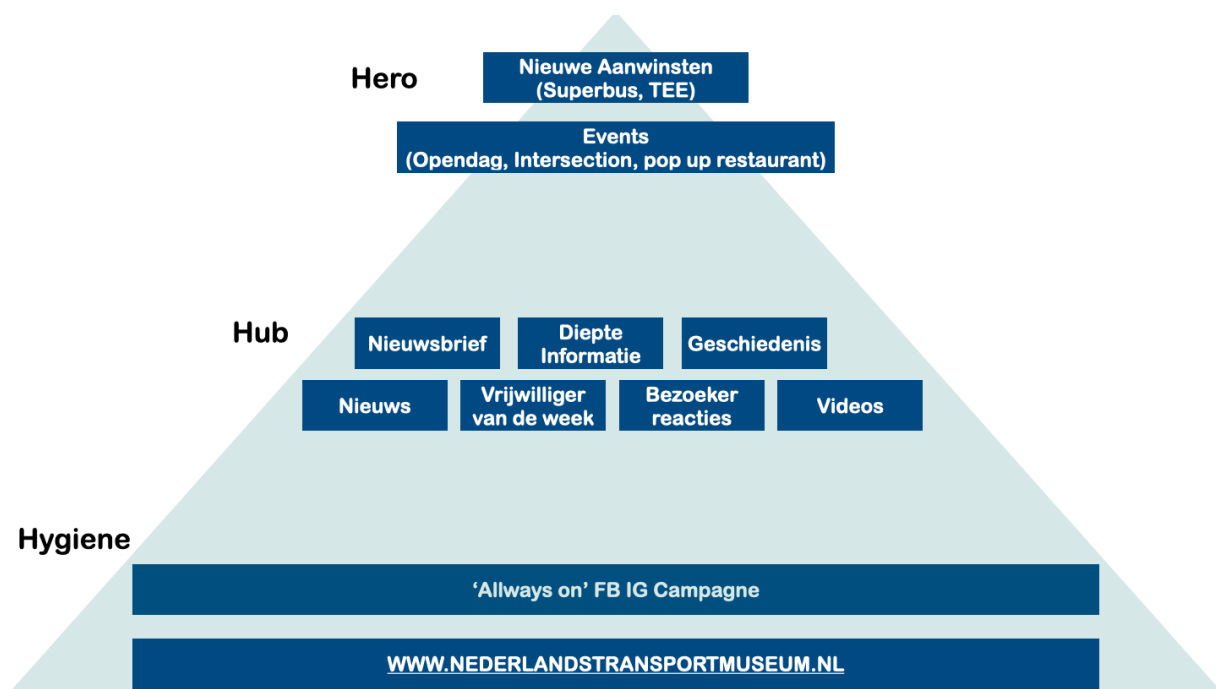 Hero
Nieuwe Aanwinsten
(Superbus, TEE)
Events
(Opendag, Intersection, pop up restaurant)
Hub
Nieuwsbrief
Diepte
Informatie
Geschiedenis
Nieuws
Vrijwilliger
van de week
Bezoeker
reacties
Videos
Hygiene
‘Allways on’ FB IG Campagne
WWW.NEDERLANDSTRANSPORTMUSEUM.NL